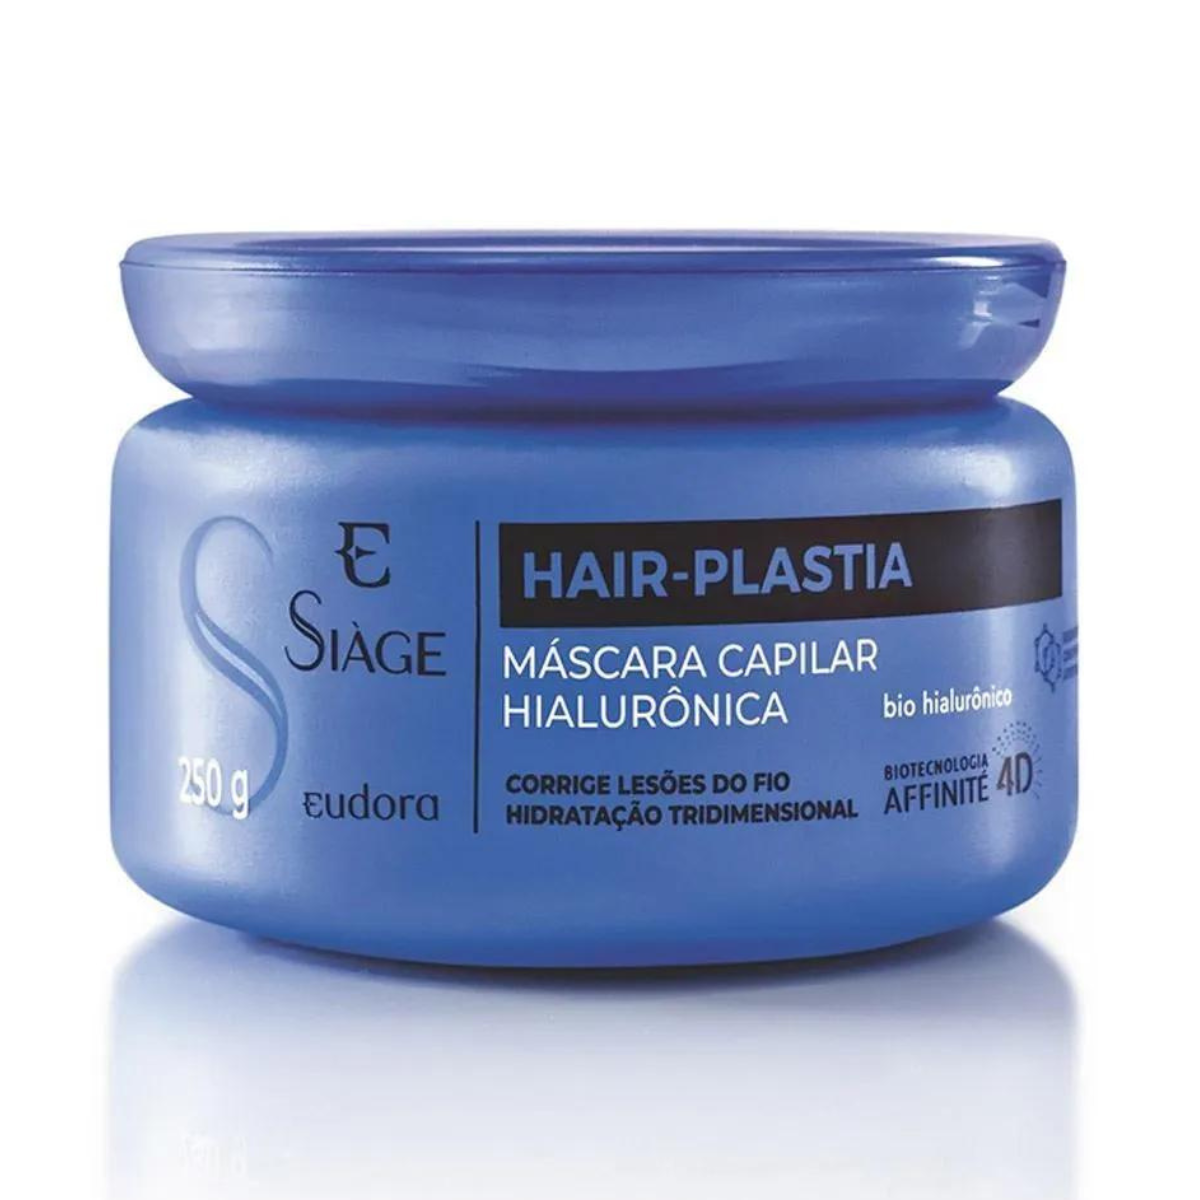 E
SIÀGE
eudora
250 g
HAIR-PLASTIA
MÁSCARA CAPILAR
HIALURÔNICA
bio hialurônico
CORRIGE LESÕES DO FIO
HIDRATAÇÃO TRIDIMENSIONAL
BIOTECNOLOGIA
AFFINITÉ 4D